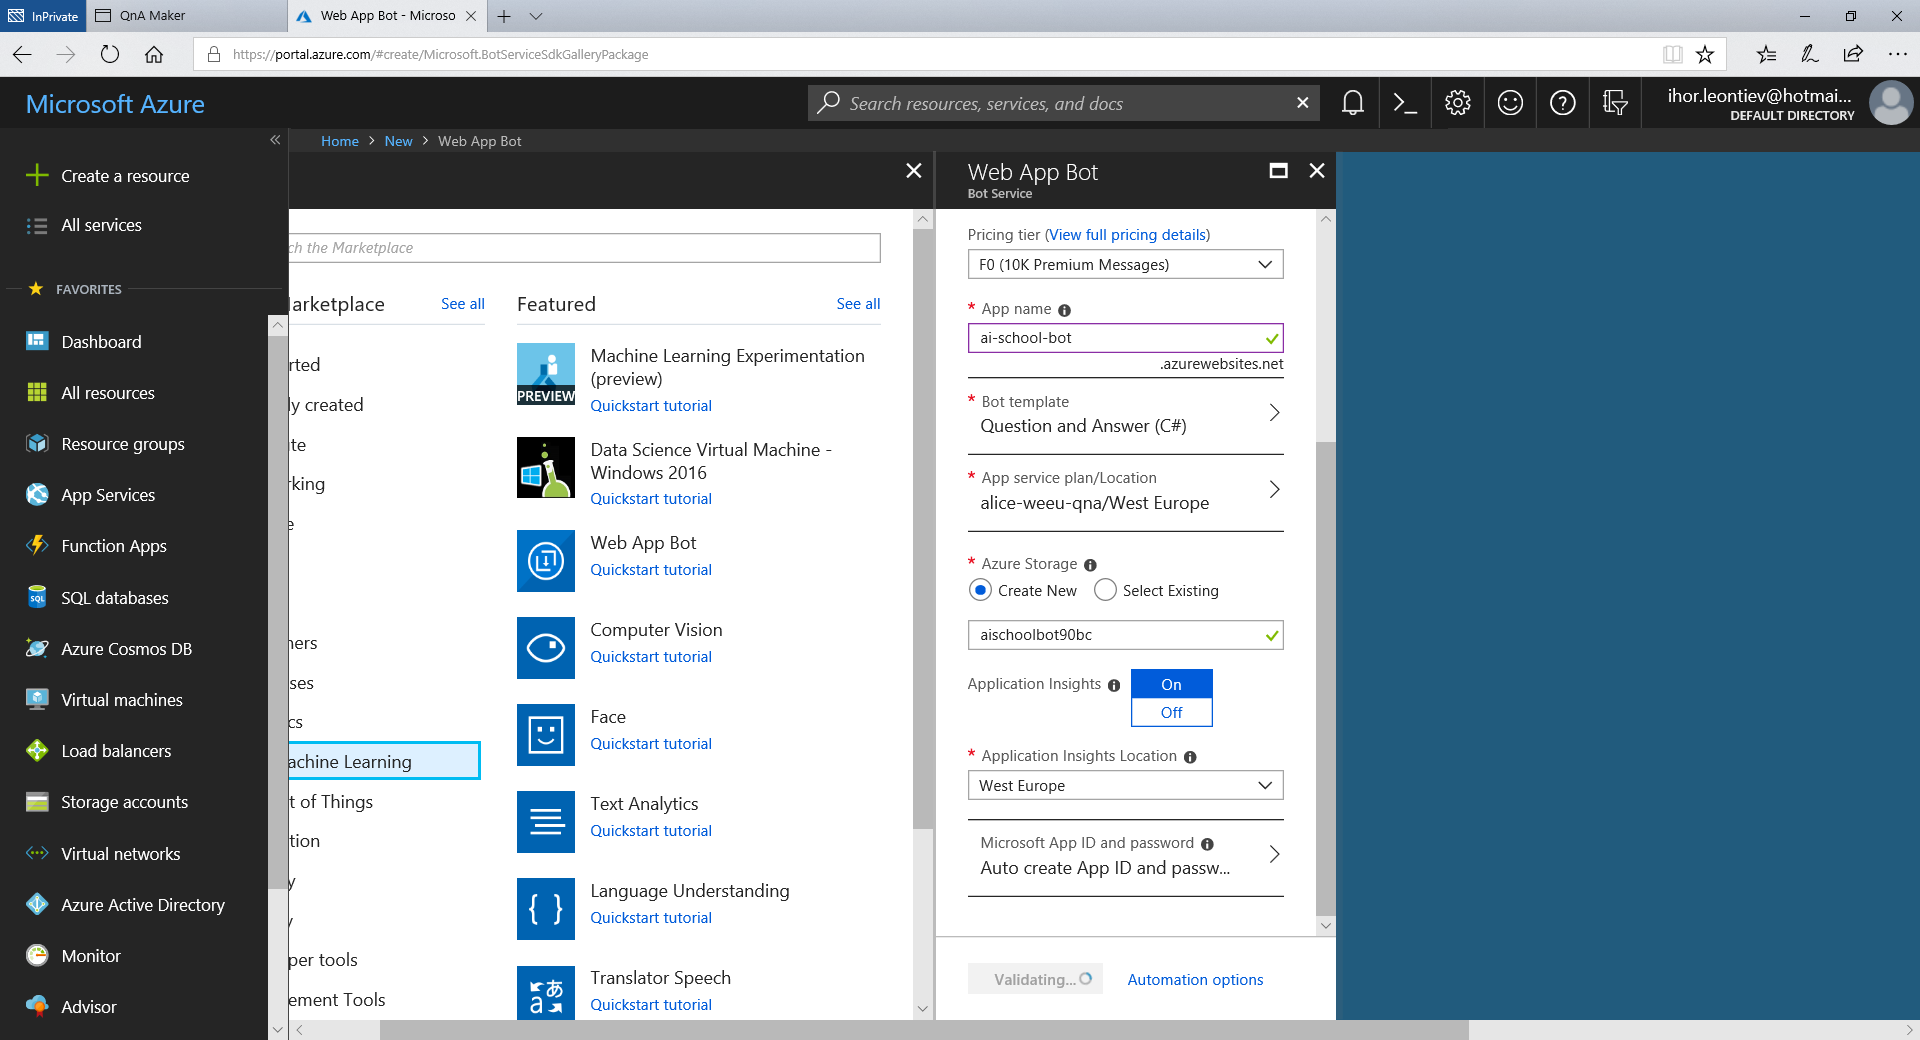 InPrivate
QnA Maker
Web App Bot - Microso
https://portal.azure.com/#create/Microsoft.BotServiceSdkGalleryPackage
Microsoft Azure
Search resources, services, and docs
ihor.leontiev@hotmai...
DEFAULT DIRECTORY
Home > New > Web App Bot
Create a resource
All services
FAVORITES
Dashboard
All resources
Resource groups
App Services
Function Apps
SQL databases
Azure Cosmos DB
Virtual machines
Load balancers
Storage accounts
Virtual networks
Azure Active Directory
Monitor
Advisor
ch the Marketplace
arketplace
See all
rted
ly created
te
rking
e
ners
ses
cs
achine Learning
t of Things
tion
y
y
per tools
ement Tools
Featured
See all
PREVIEW
Machine Learning Experimentation
(preview)
Quickstart tutorial
Data Science Virtual Machine -
Windows 2016
Quickstart tutorial
Web App Bot
Quickstart tutorial
Computer Vision
Quickstart tutorial
Face
Quickstart tutorial
Text Analytics
Quickstart tutorial
Language Understanding
Quickstart tutorial
Translator Speech
Quickstart tutorial
Web App Bot
Bot Service
Pricing tier (View full pricing details)
F0 (10K Premium Messages)
* App name
ai-school-bot
.azurewebsites.net
* Bot template
Question and Answer (C#)
* App service plan/Location
alice-weeu-qna/West Europe
* Azure Storage
Create New Select Existing
aischoolbot90bc
Application Insights
On
Off
* Application Insights Location
West Europe
Microsoft App ID and password
Auto create App ID and passw...
Validating...
Automation options